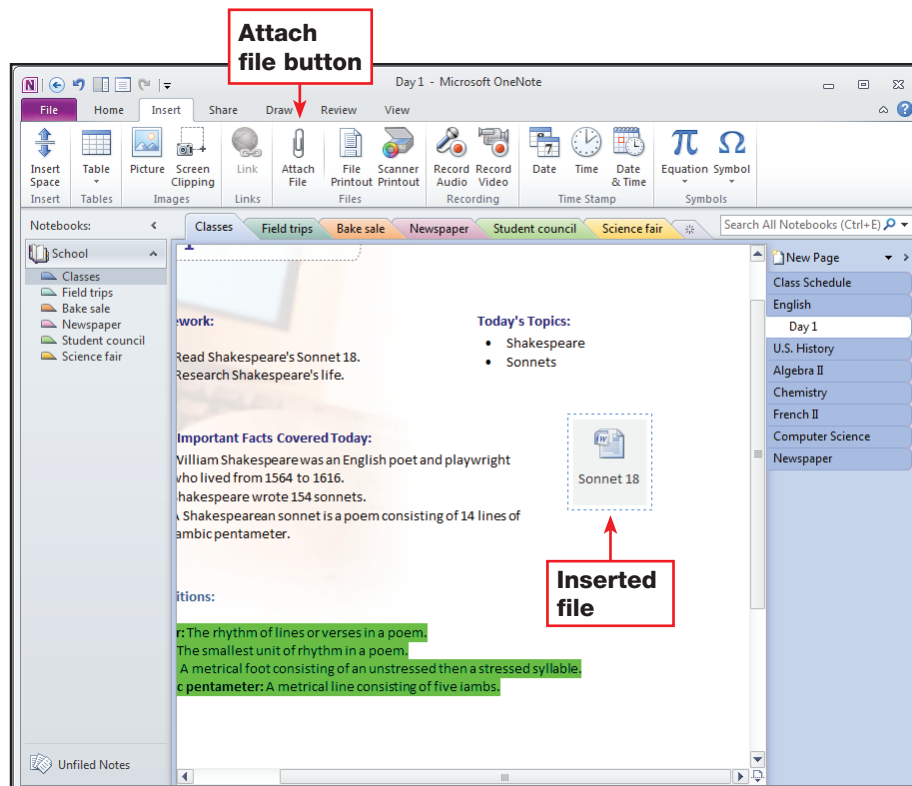 Attach
file button
Day 1 - Microsoft OneNote
File Home Insert Share Draw Review View
Insert Space
Table
Picture
Screen Clipping
Link
Attach File
File Printout
Scanner Printout
Record Audio
Record Video
Date
Time
Date & Time
Equation
Symbol
Insert Tables Images Links Files Recording Time Stamp Symbols
Notebooks:
School
Classes
Field trips
Bake sale
Newspaper
Student council
Science fair
Unfiled Notes
Classes Field trips Bake sale Newspaper Student council Science fair
Search All Notebooks (Ctrl+E)
ework:
Read Shakespeare's Sonnet 18.
Research Shakespeare's life.
Today's Topics:
• Shakespeare
• Sonnets
Important Facts Covered Today:
William Shakespeare was an English poet and playwright
who lived from 1564 to 1616.
Shakespeare wrote 154 sonnets.
A Shakespearean sonnet is a poem consisting of 14 lines of
ambic pentameter.
Sonnet 18
Inserted
file
itions:
r: The rhythm of lines or verses in a poem.
The smallest unit of rhythm in a poem.
A metrical foot consisting of an unstressed then a stressed syllable.
c pentameter: A metrical line consisting of five iambs.
New Page
Class Schedule
English
Day 1
U.S. History
Algebra II
Chemistry
French II
Computer Science
Newspaper